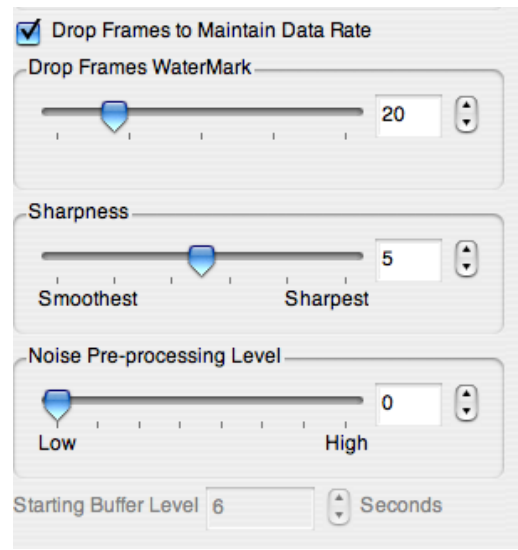 Drop Frames to Maintain Data Rate
Drop Frames WaterMark
20
Sharpness
5
Smoothest Sharpest
Noise Pre-processing Level
0
Low High
Starting Buffer Level 6 Seconds